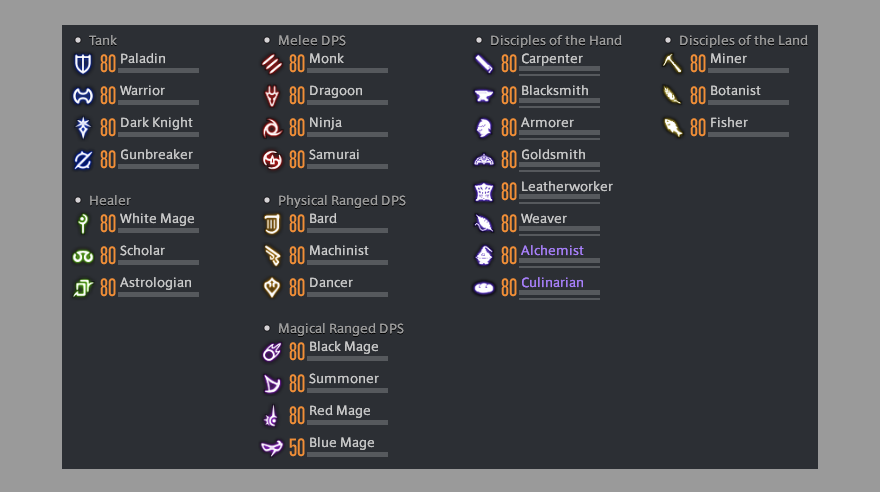 • Tank
80 Paladin
80 Warrior
80 Dark Knight
80 Gunbreaker
• Healer
80 White Mage
80 Scholar
80 Astrologian
• Melee DPS
80 Monk
80 Dragoon
80 Ninja
80 Samurai
• Physical Ranged DPS
80 Bard
80 Machinist
80 Dancer
• Magical Ranged DPS
80 Black Mage
80 Summoner
80 Red Mage
50 Blue Mage
• Disciples of the Hand
80 Carpenter
80 Blacksmith
80 Armorer
80 Goldsmith
80 Leatherworker
80 Weaver
80 Alchemist
80 Culinarian
• Disciples of the Land
80 Miner
80 Botanist
80 Fisher